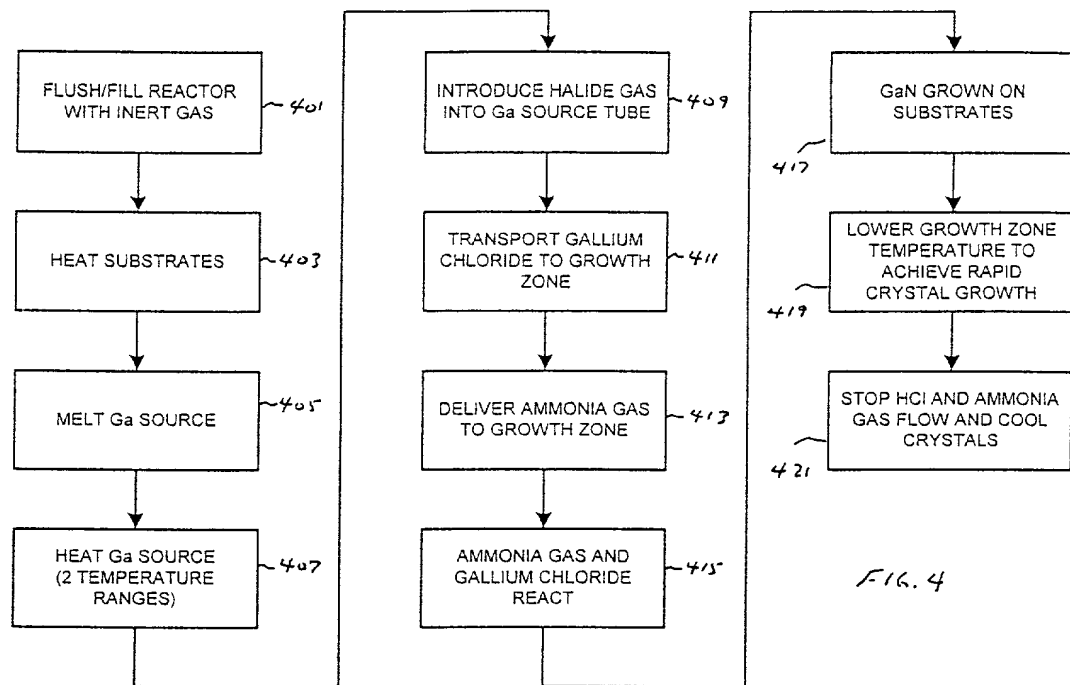 FLUSH/FILL REACTOR
WITH INERT GAS
401
HEAT SUBSTRATES
403
MELT Ga SOURCE
405
HEAT Ga SOURCE
(2 TEMPERATURE
RANGES)
407
INTRODUCE HALIDE GAS
INTO Ga SOURCE TUBE
409
TRANSPORT GALLIUM
CHLORIDE TO GROWTH
ZONE
411
DELIVER AMMONIA GAS
TO GROWTH ZONE
413
AMMONIA GAS AND
GALLIUM CHLORIDE
REACT
415
GaN GROWN ON
SUBSTRATES
417
LOWER GROWTH ZONE
TEMPERATURE TO
ACHIEVE RAPID
CRYSTAL GROWTH
419
STOP HCl AND AMMONIA
GAS FLOW AND COOL
CRYSTALS
421
FIG. 4